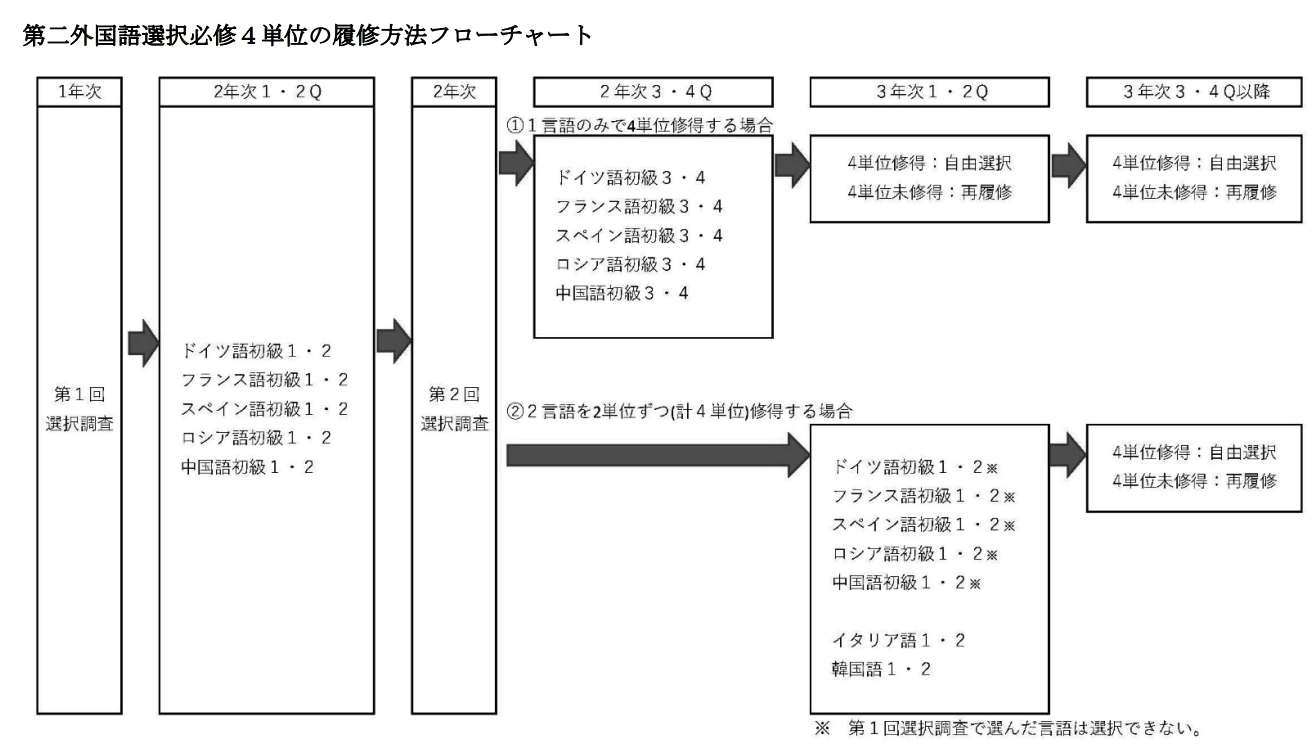 第二外国語選択必修４単位の履修方法フローチャート
1年次
第１回
選択調査
2年次１・２Q
ドイツ語初級１・２
フランス語初級１・２
スペイン語初級１・２
ロシア語初級１・２
中国語初級１・２
2年次
第２回
選択調査
２年次３・４Q
①１言語のみで4単位修得する場合
ドイツ語初級３・４
フランス語初級３・４
スペイン語初級３・４
ロシア語初級３・４
中国語初級３・４
３年次１・２Q
4単位修得：自由選択
4単位未修得：再履修
３年次３・４Q以降
4単位修得：自由選択
4単位未修得：再履修
②２言語を2単位ずつ(計４単位)修得する場合
ドイツ語初級１・２※
フランス語初級１・２※
スペイン語初級１・２※
ロシア語初級１・２※
中国語初級１・２※
イタリア語１・２
韓国語１・２
4単位修得：自由選択
4単位未修得：再履修
※　第１回選択調査で選んだ言語は選択できない。